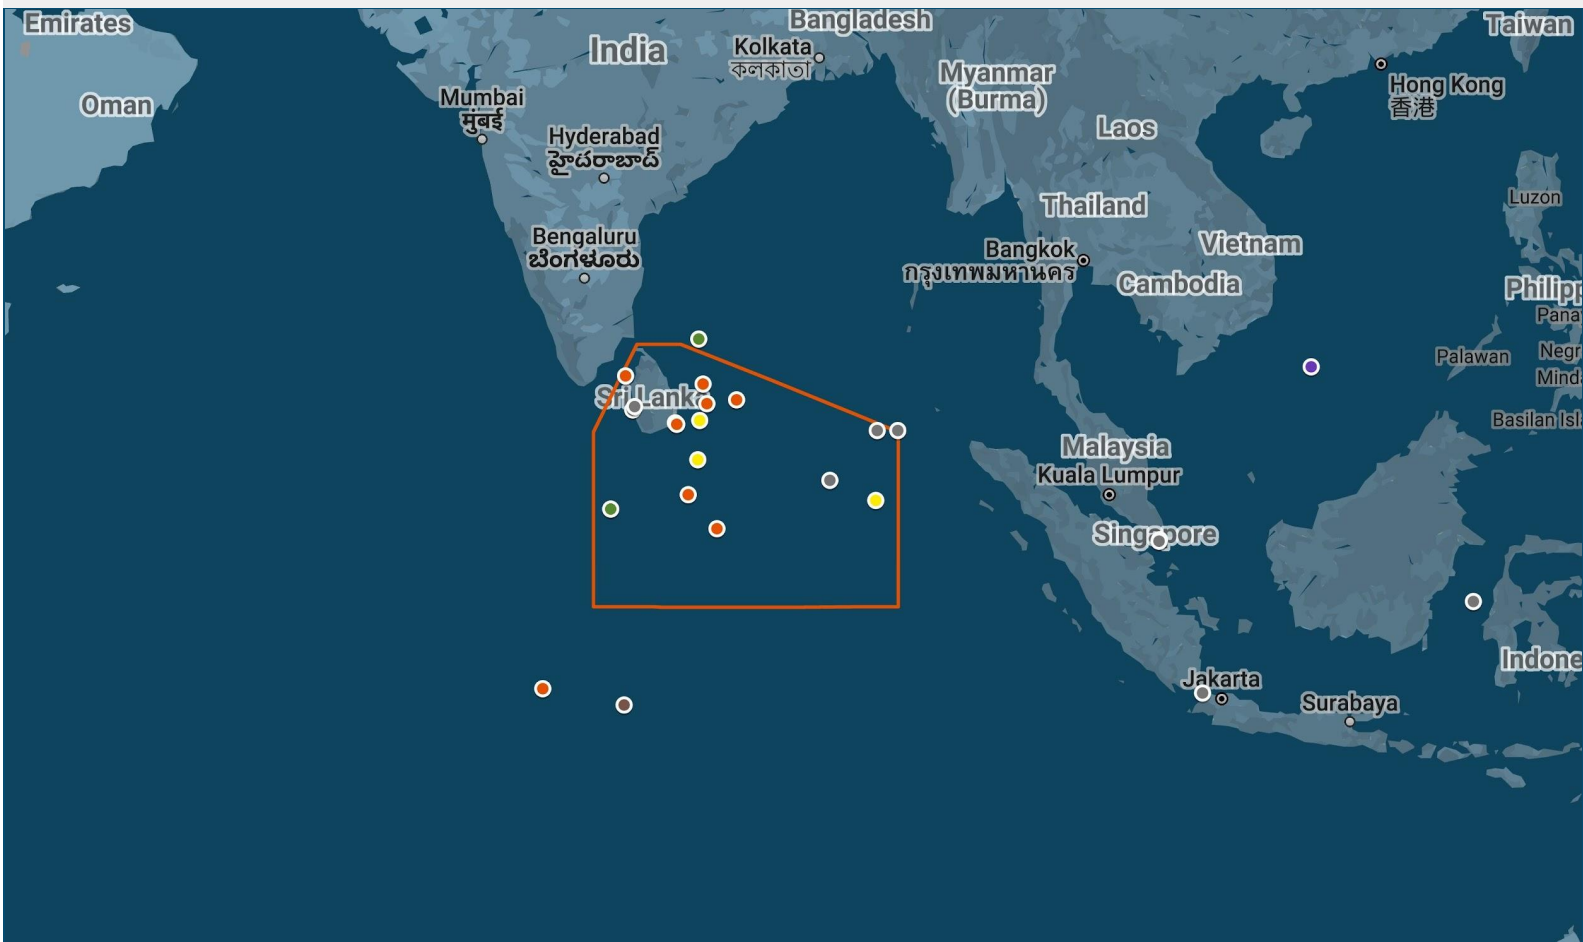 Emirates
Bangladesh
Taiwan
India
Kolkata
কলকাতা
Oman
Mumbai
मुंबई
Myanmar
(Burma)
Hong Kong
香港
Hyderabad
హైదరాబాద్
Laos
Thailand
Luzon
Bengaluru
ಬೆಂಗಳೂರು
Bangkok
กรุงเทพมหานคร
Vietnam
Cambodia
Philipp
Pana
Palawan
Negr
Mind
Sri Lanka
Basilan Isl
Malaysia
Kuala Lumpur
Singapore
Indone
Jakarta
Surabaya